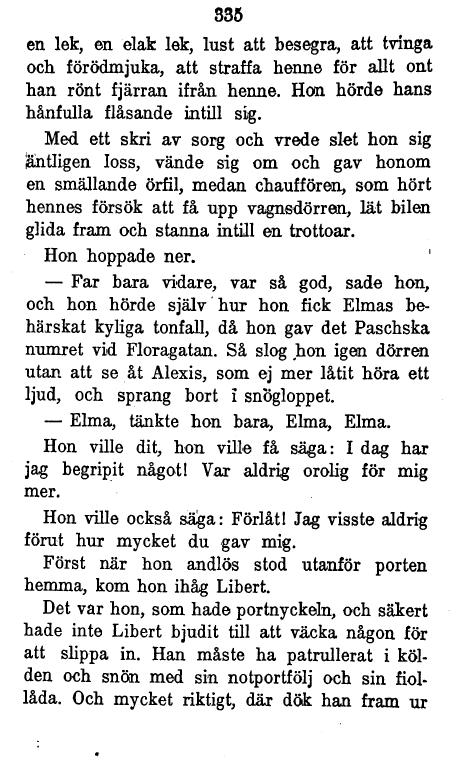 335
en lek, en elak lek, lust att besegra, att tvinga
och förödmjuka, att straffa henne för allt ont
han rönt fjärran ifrån henne. Hon hörde hans
hånfulla flåsande intill sig.
Med ett skri av sorg och vrede slet hon sig
äntligen loss, vände sig om och gav honom
en smällande örfil, medan chauffören, som hört
hennes försök att få upp vagnsdörren, lät bilen
glida fram och stanna intill en trottoar.
Hon hoppade ner.
— Far bara vidare, var så god, sade hon,
och hon hörde själv hur hon fick Elmas be-
härskat kyliga tonfall, då hon gav det Paschska
numret vid Floragatan. Så slog hon igen dörren
utan att se åt Alexis, som ej mer låtit höra ett
ljud, och sprang bort i snögloppet.
— Elma, tänkte hon bara, Elma, Elma.
Hon ville dit, hon ville få säga: I dag har
jag begripit något! Var aldrig orolig för mig
mer.
Hon ville också säga: Förlåt! Jag visste aldrig
förut hur mycket du gav mig.
Först när hon andlös stod utanför porten
hemma, kom hon ihåg Libert.
Det var hon, som hade portnyckeln, och säkert
hade inte Libert bjudit till att väcka någon för
att slippa in. Han måste ha patrullerat i köl-
den och snön med sin notportfölj och sin fiol-
låda. Och mycket riktigt, där dök han fram ur